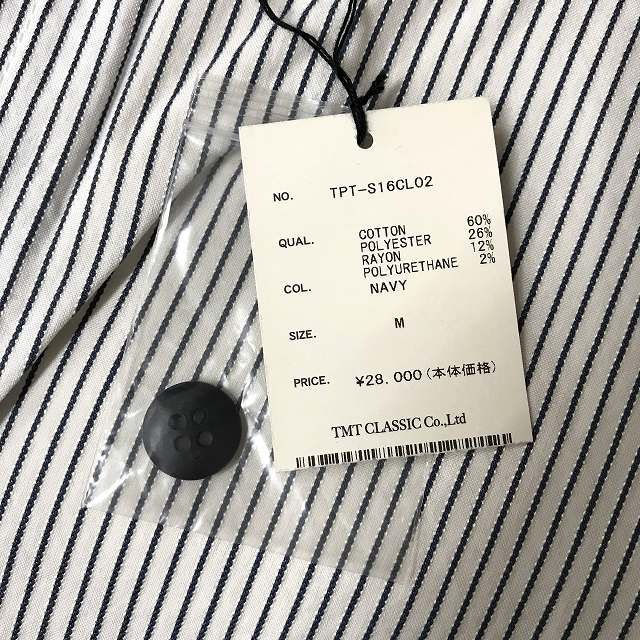 NO. TPT-S16CL02
QUAL. COTTON 60%
POLYESTER 26%
RAYON 12%
POLYURETHANE 2%
COL. NAVY
SIZE. M
PRICE. ¥28.000(本体価格)
TMT CLASSIC Co.,Ltd